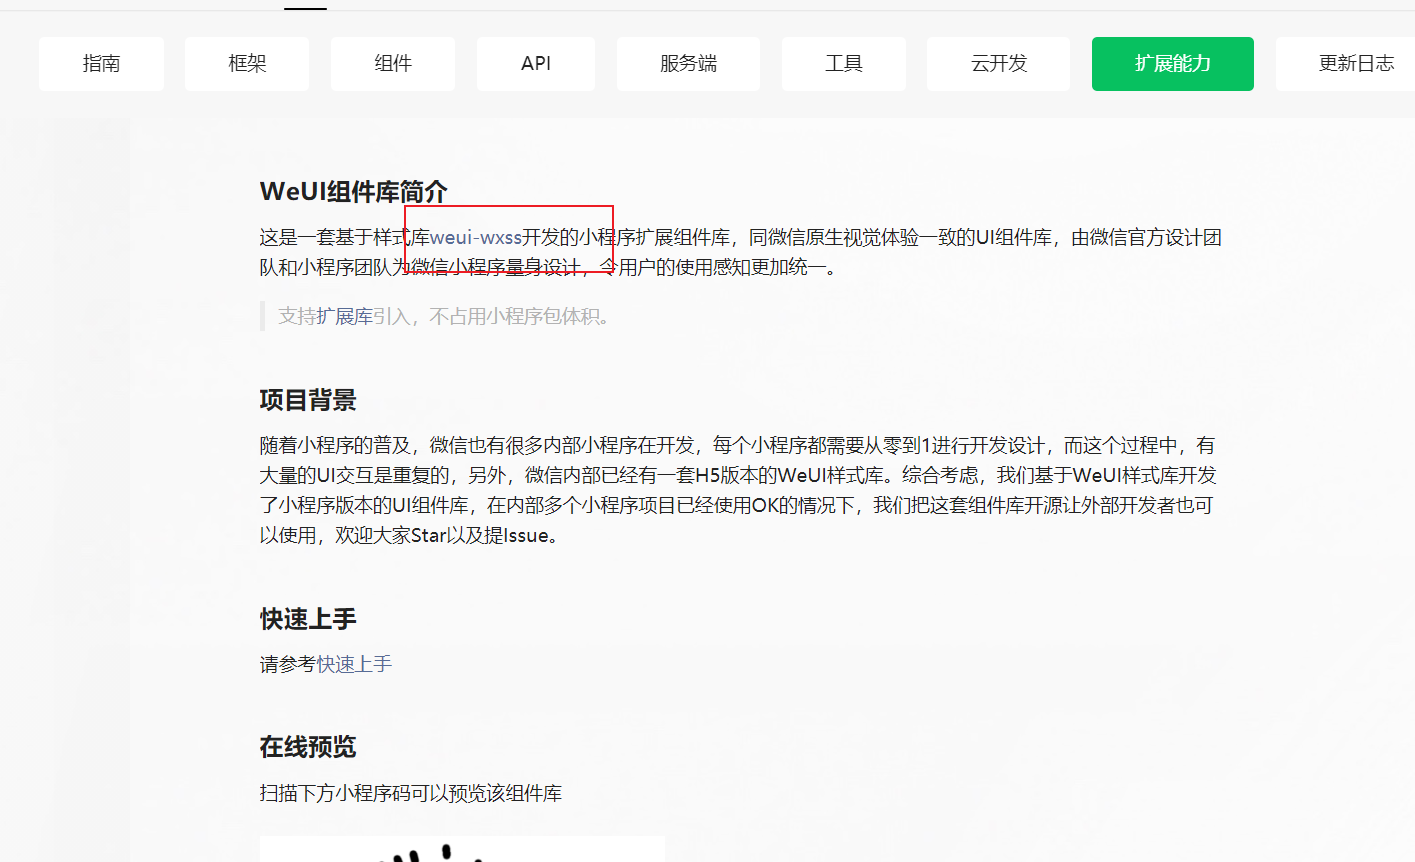 指南
框架
组件
API
服务端
工具
云开发
扩展能力
更新日志
WeUI组件库简介
这是一套基于样式库weui-wxss开发的小程序扩展组件库，同微信原生视觉体验一致的UI组件库，由微信官方设计团
队和小程序团队为微信小程序量身设计，令用户的使用感知更加统一。
支持扩展库引入，不占用小程序包体积。
项目背景
随着小程序的普及，微信也有很多内部小程序在开发，每个小程序都需要从零到1进行开发设计，而这个过程中，有
大量的UI交互是重复的，另外，微信内部已经有一套H5版本的WeUI样式库。综合考虑，我们基于WeUI样式库开发
了小程序版本的UI组件库，在内部多个小程序项目已经使用OK的情况下，我们把这套组件库开源让外部开发者也可
以使用，欢迎大家Star以及提Issue。
快速上手
请参考快速上手
在线预览
扫描下方小程序码可以预览该组件库